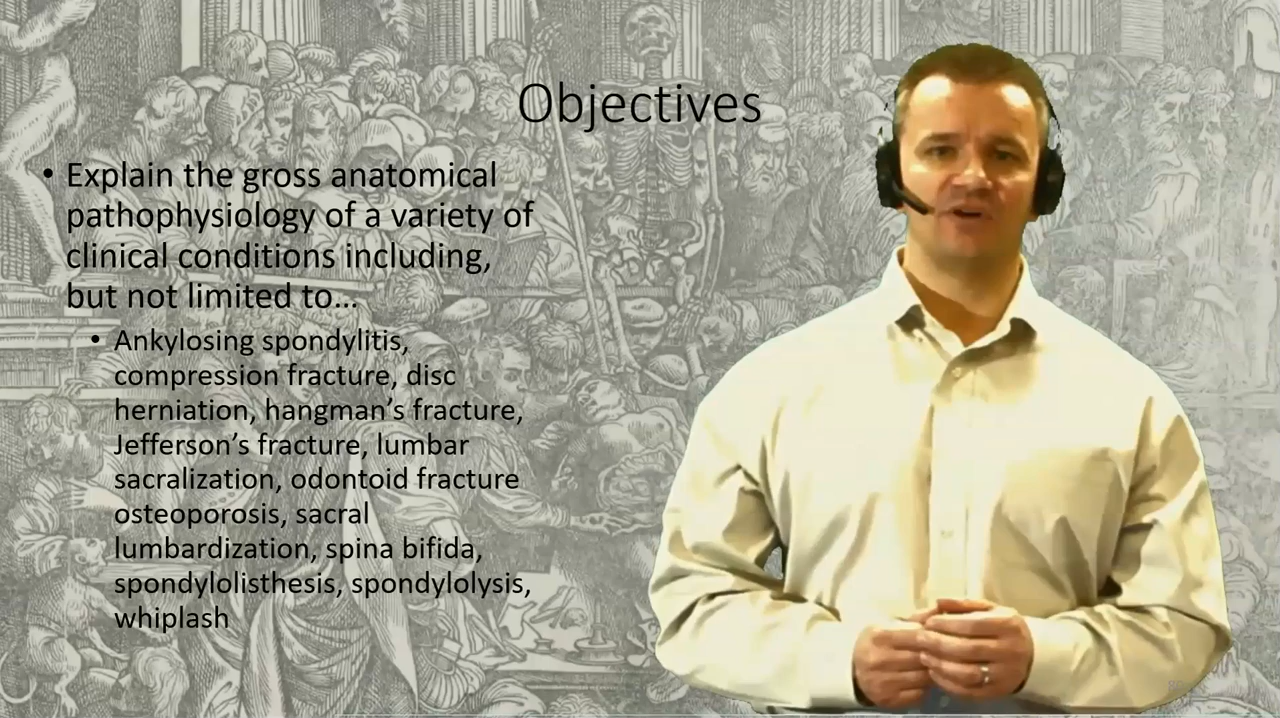 Objectives
• Explain the gross anatomical
pathophysiology of a variety of
clinical conditions including,
but not limited to…
• Ankylosing spondylitis,
compression fracture, disc
herniation, hangman’s fracture,
Jefferson’s fracture, lumbar
sacralization, odontoid fracture
osteoporosis, sacral
lumbardization, spina bifida,
spondylolisthesis, spondylolysis,
whiplash